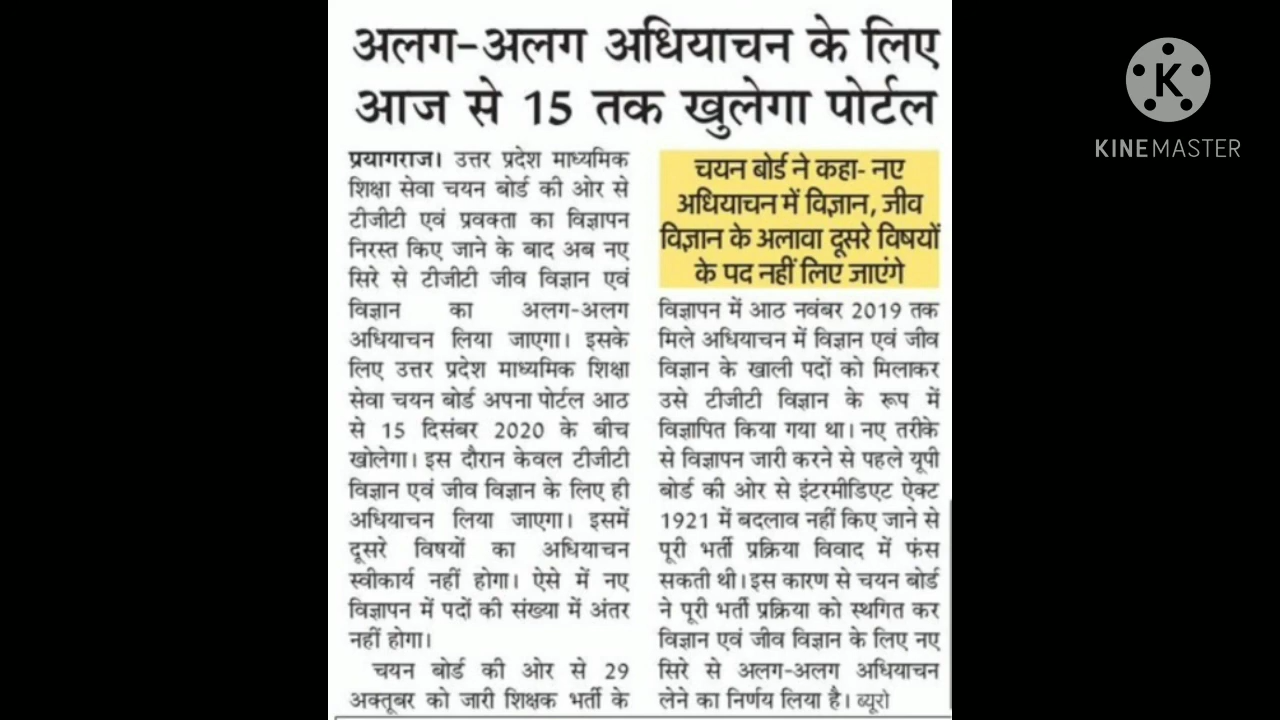 अलग-अलग अधियाचन के लिए
आज से 15 तक खुलेगा पोर्टल
प्रयागराज। उत्तर प्रदेश माध्यमिक
शिक्षा सेवा चयन बोर्ड की ओर से
टीजीटी एवं प्रवक्ता का विज्ञापन
निरस्त किए जाने के बाद अब नए
सिरे से टीजीटी जीव विज्ञान एवं
विज्ञान का अलग-अलग
अधियाचन लिया जाएगा। इसके
लिए उत्तर प्रदेश माध्यमिक शिक्षा
सेवा चयन बोर्ड अपना पोर्टल आठ
से 15 दिसंबर 2020 के बीच
खोलेगा। इस दौरान केवल टीजीटी
विज्ञान एवं जीव विज्ञान के लिए ही
अधियाचन लिया जाएगा। इसमें
दूसरे विषयों का अधियाचन
स्वीकार्य नहीं होगा। ऐसे में नए
विज्ञापन में पदों की संख्या में अंतर
नहीं होगा।
चयन बोर्ड की ओर से 29
अक्तूबर को जारी शिक्षक भर्ती के
चयन बोर्ड ने कहा- नए
अधियाचन में विज्ञान, जीव
विज्ञान के अलावा दूसरे विषयों
के पद नहीं लिए जाएंगे
विज्ञापन में आठ नवंबर 2019 तक
मिले अधियाचन में विज्ञान एवं जीव
विज्ञान के खाली पदों को मिलाकर
उसे टीजीटी विज्ञान के रूप में
विज्ञापित किया गया था। नए तरीके
से विज्ञापन जारी करने से पहले यूपी
बोर्ड की ओर से इंटरमीडिएट ऐक्ट
1921 में बदलाव नहीं किए जाने से
पूरी भर्ती प्रक्रिया विवाद में फंस
सकती थी। इस कारण से चयन बोर्ड
ने पूरी भर्ती प्रक्रिया को स्थगित कर
विज्ञान एवं जीव विज्ञान के लिए नए
सिरे से अलग-अलग अधियाचन
लेने का निर्णय लिया है। ब्यूरो
K
KINEMASTER